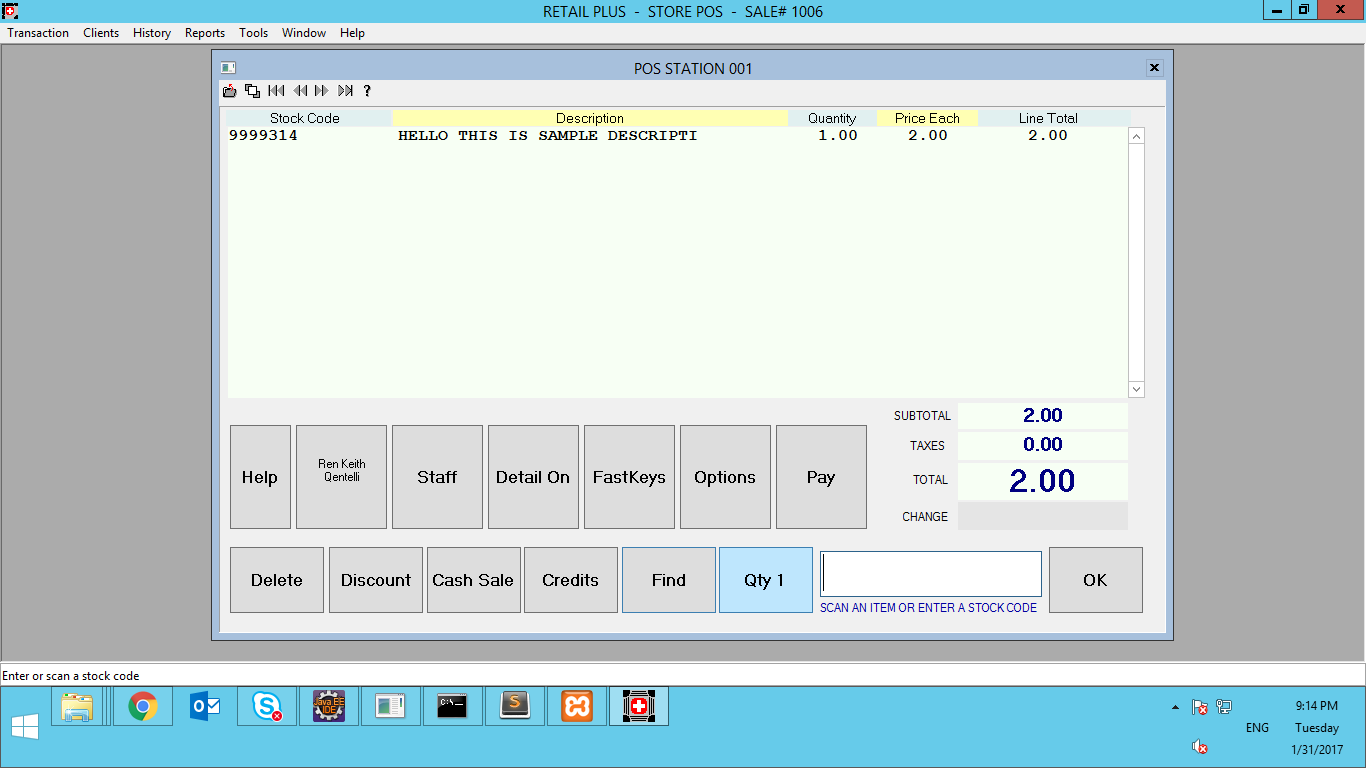 RETAIL PLUS - STORE POS - SALE# 1006
Transaction Clients History Reports Tools Window Help
POS STATION 001
?
Stock Code Description Quantity Price Each Line Total
9999314 HELLO THIS IS SAMPLE DESCRIPTI 1.00 2.00 2.00
SUBTOTAL 2.00
TAXES 0.00
TOTAL 2.00
CHANGE
Help
Ren Keith
Qentelli
Staff
Detail On
FastKeys
Options
Pay
Delete
Discount
Cash Sale
Credits
Find
Qty 1
OK
SCAN AN ITEM OR ENTER A STOCK CODE
Enter or scan a stock code
Java EE
IDE
C:\
S
9:14 PM
ENG Tuesday
1/31/2017